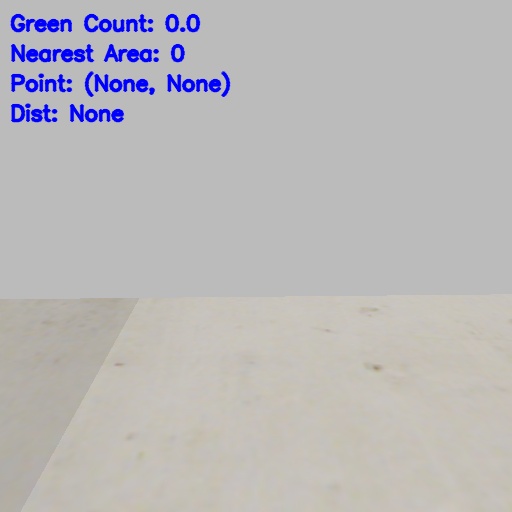 Green Count: 0.0
Nearest Area: 0
Point: (None, None)
Dist: None